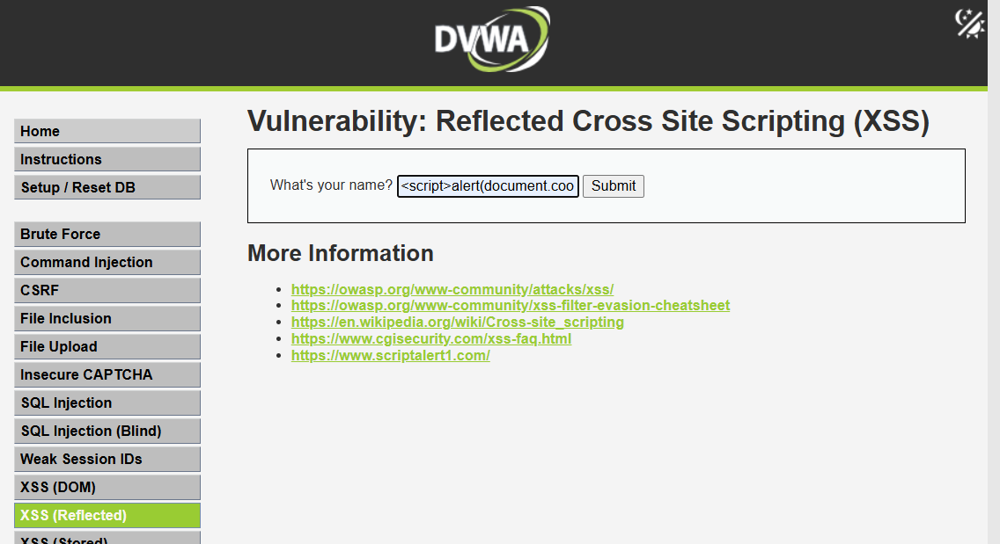 DVWA
Home
Instructions
Setup / Reset DB
Brute Force
Command Injection
CSRF
File Inclusion
File Upload
Insecure CAPTCHA
SQL Injection
SQL Injection (Blind)
Weak Session IDs
XSS (DOM)
XSS (Reflected)
XSS (Stored)
Vulnerability: Reflected Cross Site Scripting (XSS)
What's your name? <script>alert(document.coo Submit
More Information
https://owasp.org/www-community/attacks/xss/
https://owasp.org/www-community/xss-filter-evasion-cheatsheet
https://en.wikipedia.org/wiki/Cross-site_scripting
https://www.cgisecurity.com/xss-faq.html
https://www.scriptalert1.com/